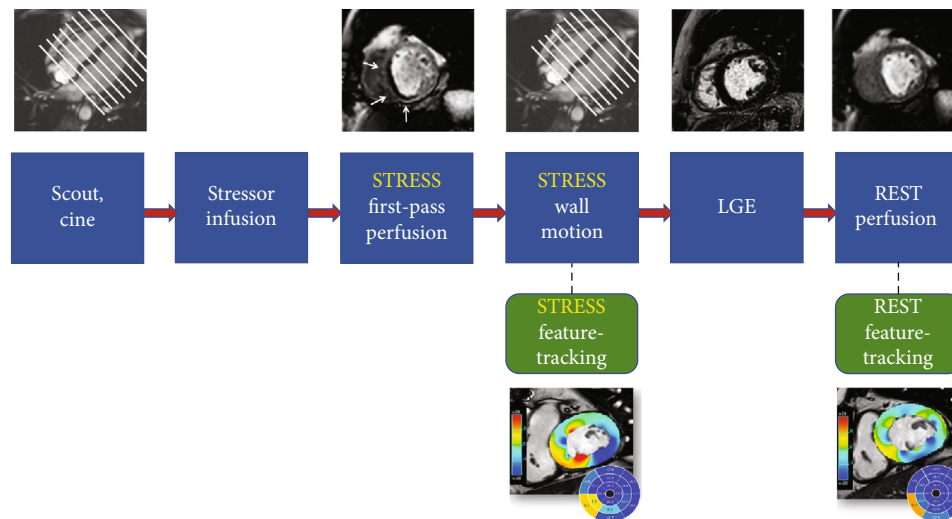 Scout,
cine
Stressor
infusion
STRESS
first-pass
perfusion
STRESS
wall
motion
LGE
REST
perfusion
STRESS
feature-
tracking
REST
feature-
tracking